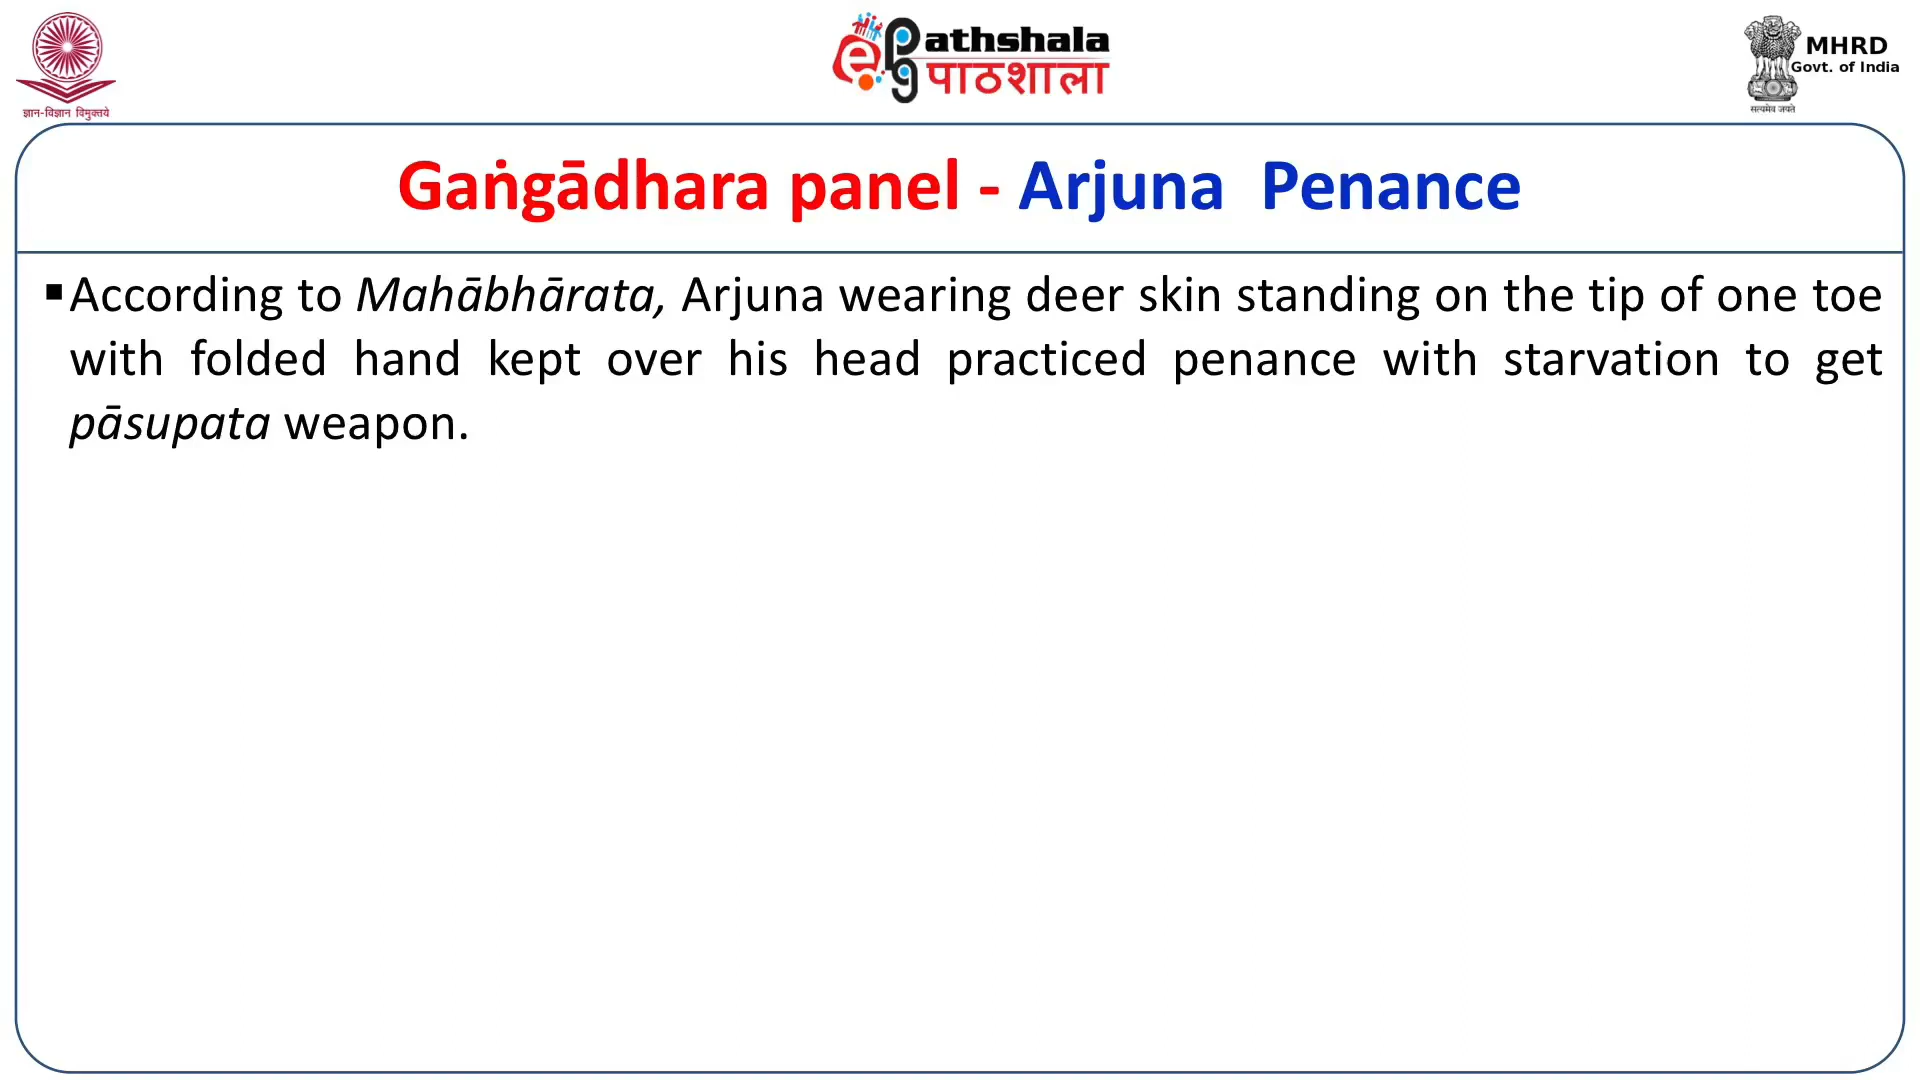 ज्ञान-विज्ञान विमुक्तये
ePathshala
पाठशाला
MHRD
Govt. of India
सत्यमेव जयते
Gaṅgādhara panel - Arjuna Penance
▪According to Mahābhārata, Arjuna wearing deer skin standing on the tip of one toe
with folded hand kept over his head practiced penance with starvation to get
pāsupata weapon.